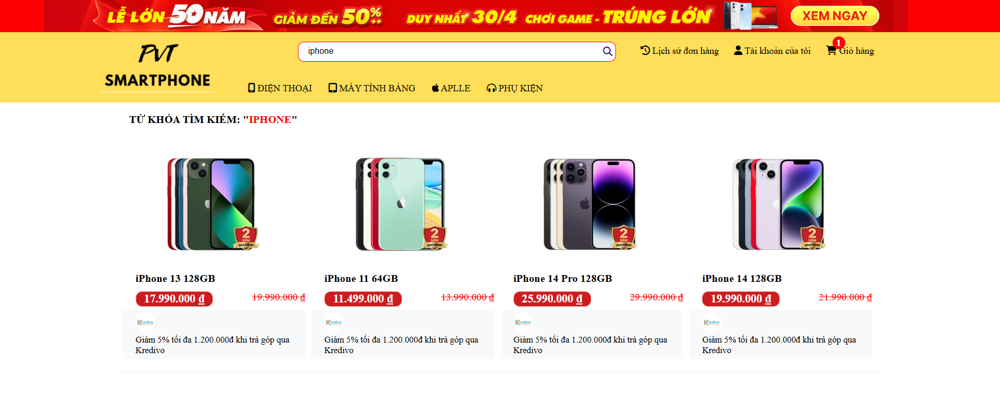 LỄ LỚN 50 NĂM GIẢM ĐẾN 50%++ DUY NHẤT 30/4 CHƠI GAME - TRÚNG LỚN XEM NGAY
PVT
SMARTPHONE
iphone
Lịch sử đơn hàng Tài khoản của tôi 1 Giỏ hàng
ĐIỆN THOẠI MÁY TÍNH BẢNG APLLE PHỤ KIỆN
TỪ KHÓA TÌM KIẾM: "IPHONE"
2 NĂM BẢO HÀNH
2 NĂM BẢO HÀNH
2 NĂM BẢO HÀNH
2 NĂM BẢO HÀNH
iPhone 13 128GB
17.990.000 đ 19.990.000 đ
Kredivo
Giảm 5% tối đa 1.200.000đ khi trả góp qua
Kredivo
iPhone 11 64GB
11.499.000 đ 13.990.000 đ
Kredivo
Giảm 5% tối đa 1.200.000đ khi trả góp qua
Kredivo
iPhone 14 Pro 128GB
25.990.000 đ 29.990.000 đ
Kredivo
Giảm 5% tối đa 1.200.000đ khi trả góp qua
Kredivo
iPhone 14 128GB
19.990.000 đ 21.990.000 đ
Kredivo
Giảm 5% tối đa 1.200.000đ khi trả góp qua
Kredivo